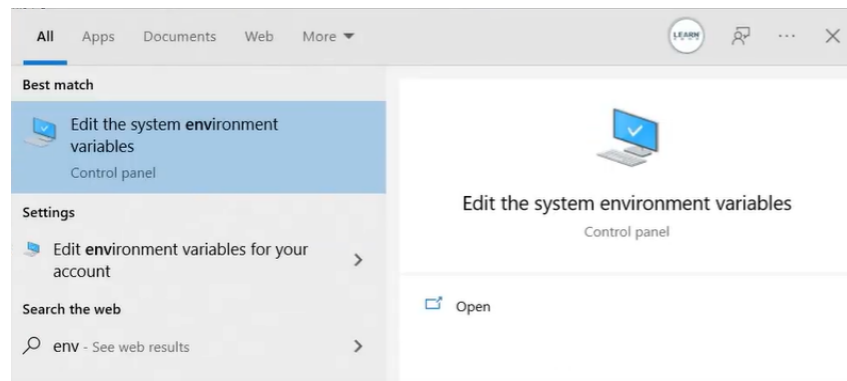 All Apps Documents Web More
LEARN
Best match
Edit the system environment
variables
Control panel
Settings
Edit environment variables for your
account
Search the web
env - See web results
Edit the system environment variables
Control panel
Open